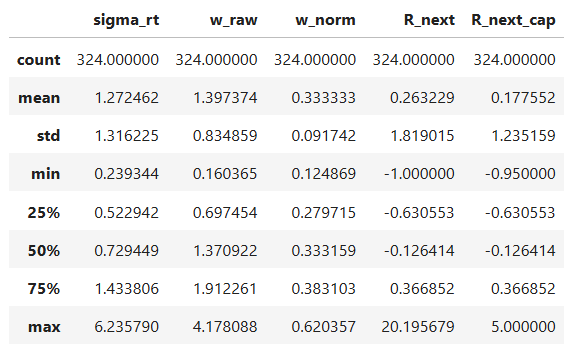 sigma_rt w_raw w_norm R_next R_next_cap
count 324.000000 324.000000 324.000000 324.000000 324.000000
mean 1.272462 1.397374 0.333333 0.263229 0.177552
std 1.316225 0.834859 0.091742 1.819015 1.235159
min 0.239344 0.160365 0.124869 -1.000000 -0.950000
25% 0.522942 0.697454 0.279715 -0.630553 -0.630553
50% 0.729449 1.370922 0.333159 -0.126414 -0.126414
75% 1.433806 1.912261 0.383103 0.366852 0.366852
max 6.235790 4.178088 0.620357 20.195679 5.000000